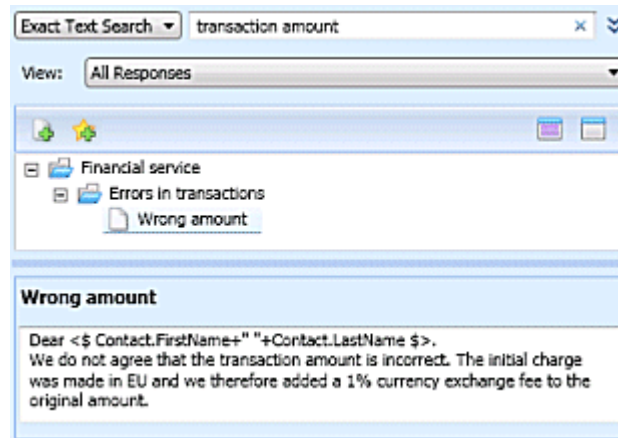 Exact Text Search transaction amount
View: All Responses
Financial service
Errors in transactions
Wrong amount
Wrong amount
Dear <$ Contact.FirstName+" "+Contact.LastName $>.
We do not agree that the transaction amount is incorrect. The initial charge
was made in EU and we therefore added a 1% currency exchange fee to the
original amount.